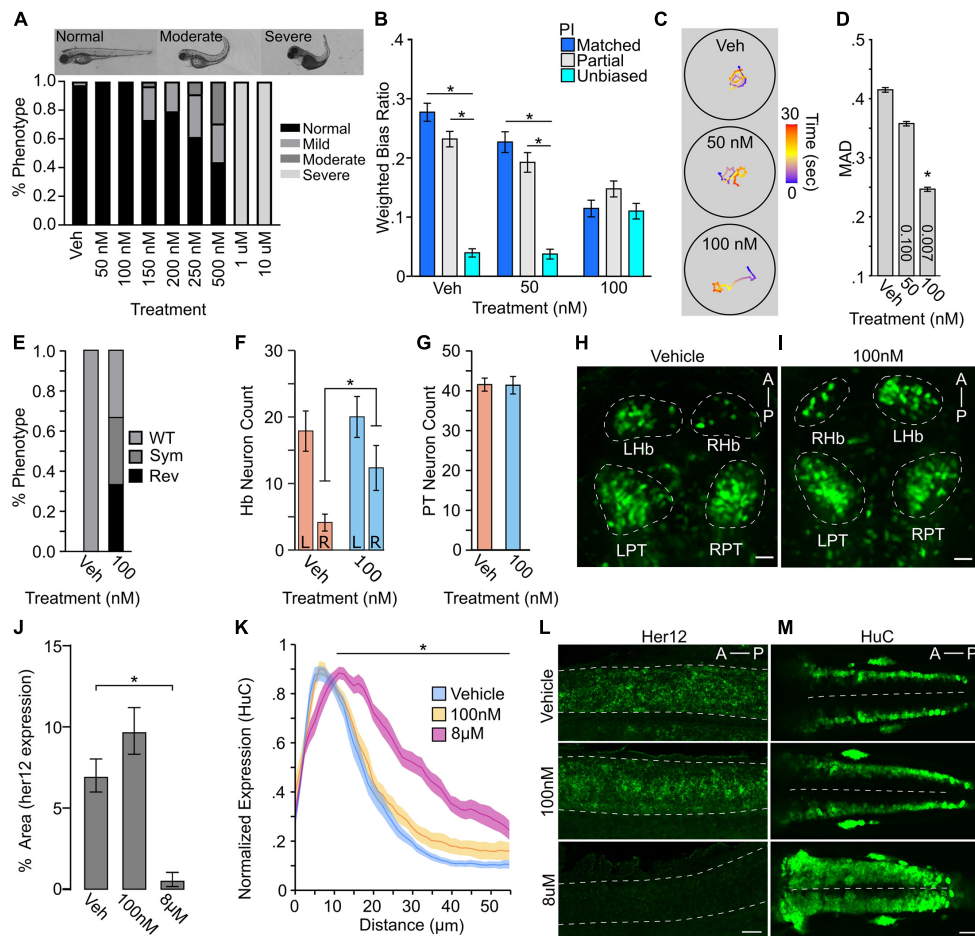 A
Normal
Moderate
Severe
% Phenotype
1.0
0.8
0.6
0.4
0.2
0.0
Normal
Mild
Moderate
Severe
Veh
50 nM
100 nM
150 nM
200 nM
250 nM
500 nM
1 uM
10 uM
Treatment
B
Weighted Bias Ratio
.4
.3
.2
.1
0
PI
Matched
Partial
Unbiased
*
*
*
*
Veh
50
100
Treatment (nM)
C
Veh
50 nM
100 nM
30
0
Time (sec)
D
MAD
.5
.4
.3
.2
.1
*
0.100
0.007
Veh
50
100
Treatment (nM)
E
% Phenotype
1.0
0.8
0.6
0.4
0.2
0.0
WT
Sym
Rev
Veh
100
Treatment (nM)
F
Hb Neuron Count
30
20
10
0
*
L
R
L
R
Veh
100
Treatment (nM)
G
PT Neuron Count
50
40
30
20
10
0
Veh
100
Treatment (nM)
H
Vehicle
A
P
LHb
RHb
LPT
RPT
I
100nM
A
P
RHb
LHb
LPT
RPT
J
% Area (her12 expression)
15
10
5
0
*
Veh
100nM
8µM
K
Normalized Expression (HuC)
1
.8
.6
.4
.2
0
*
Vehicle
100nM
8µM
0
10
20
30
40
50
Distance (µm)
L
Her12
A — P
Vehicle
100nM
8uM
M
HuC
A — P